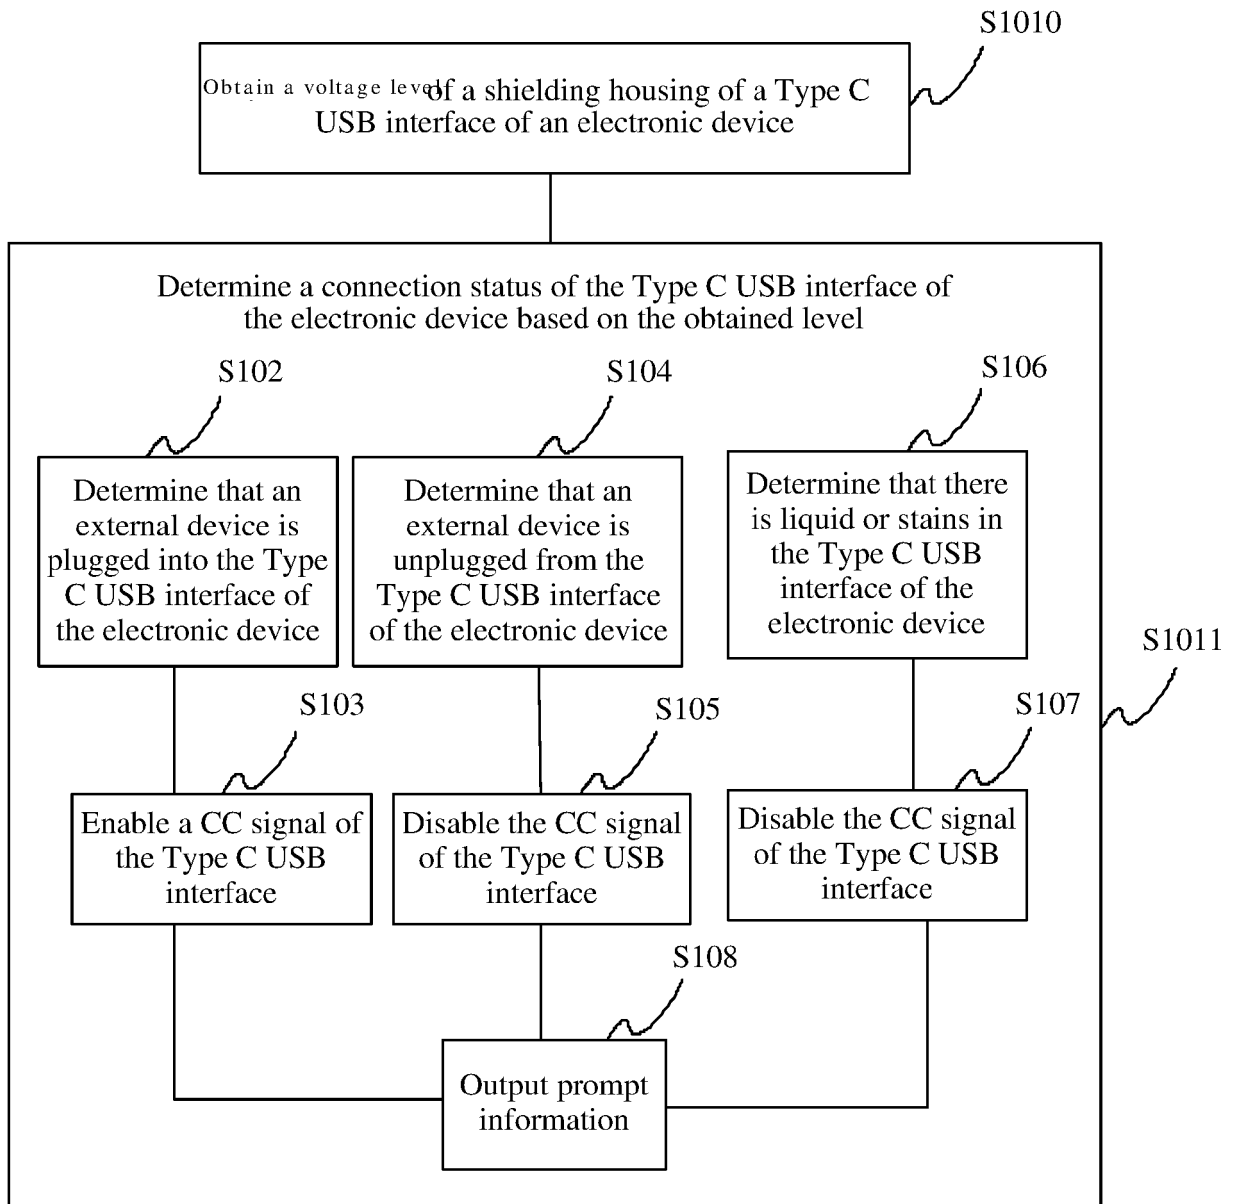 S1010
Obtain a voltage level of a shielding housing of a Type C
USB interface of an electronic device
Determine a connection status of the Type C USB interface of
the electronic device based on the obtained level
S102
S104
S106
Determine that an
external device is
plugged into the Type
C USB interface of
the electronic device
Determine that an
external device is
unplugged from the
Type C USB interface
of the electronic device
Determine that there
is liquid or stains in
the Type C USB
interface of the
electronic device
S1011
S103
S105
S107
Enable a CC signal of
the Type C USB
interface
Disable the CC signal
of the Type C USB
interface
Disable the CC signal
of the Type C USB
interface
S108
Output prompt
information